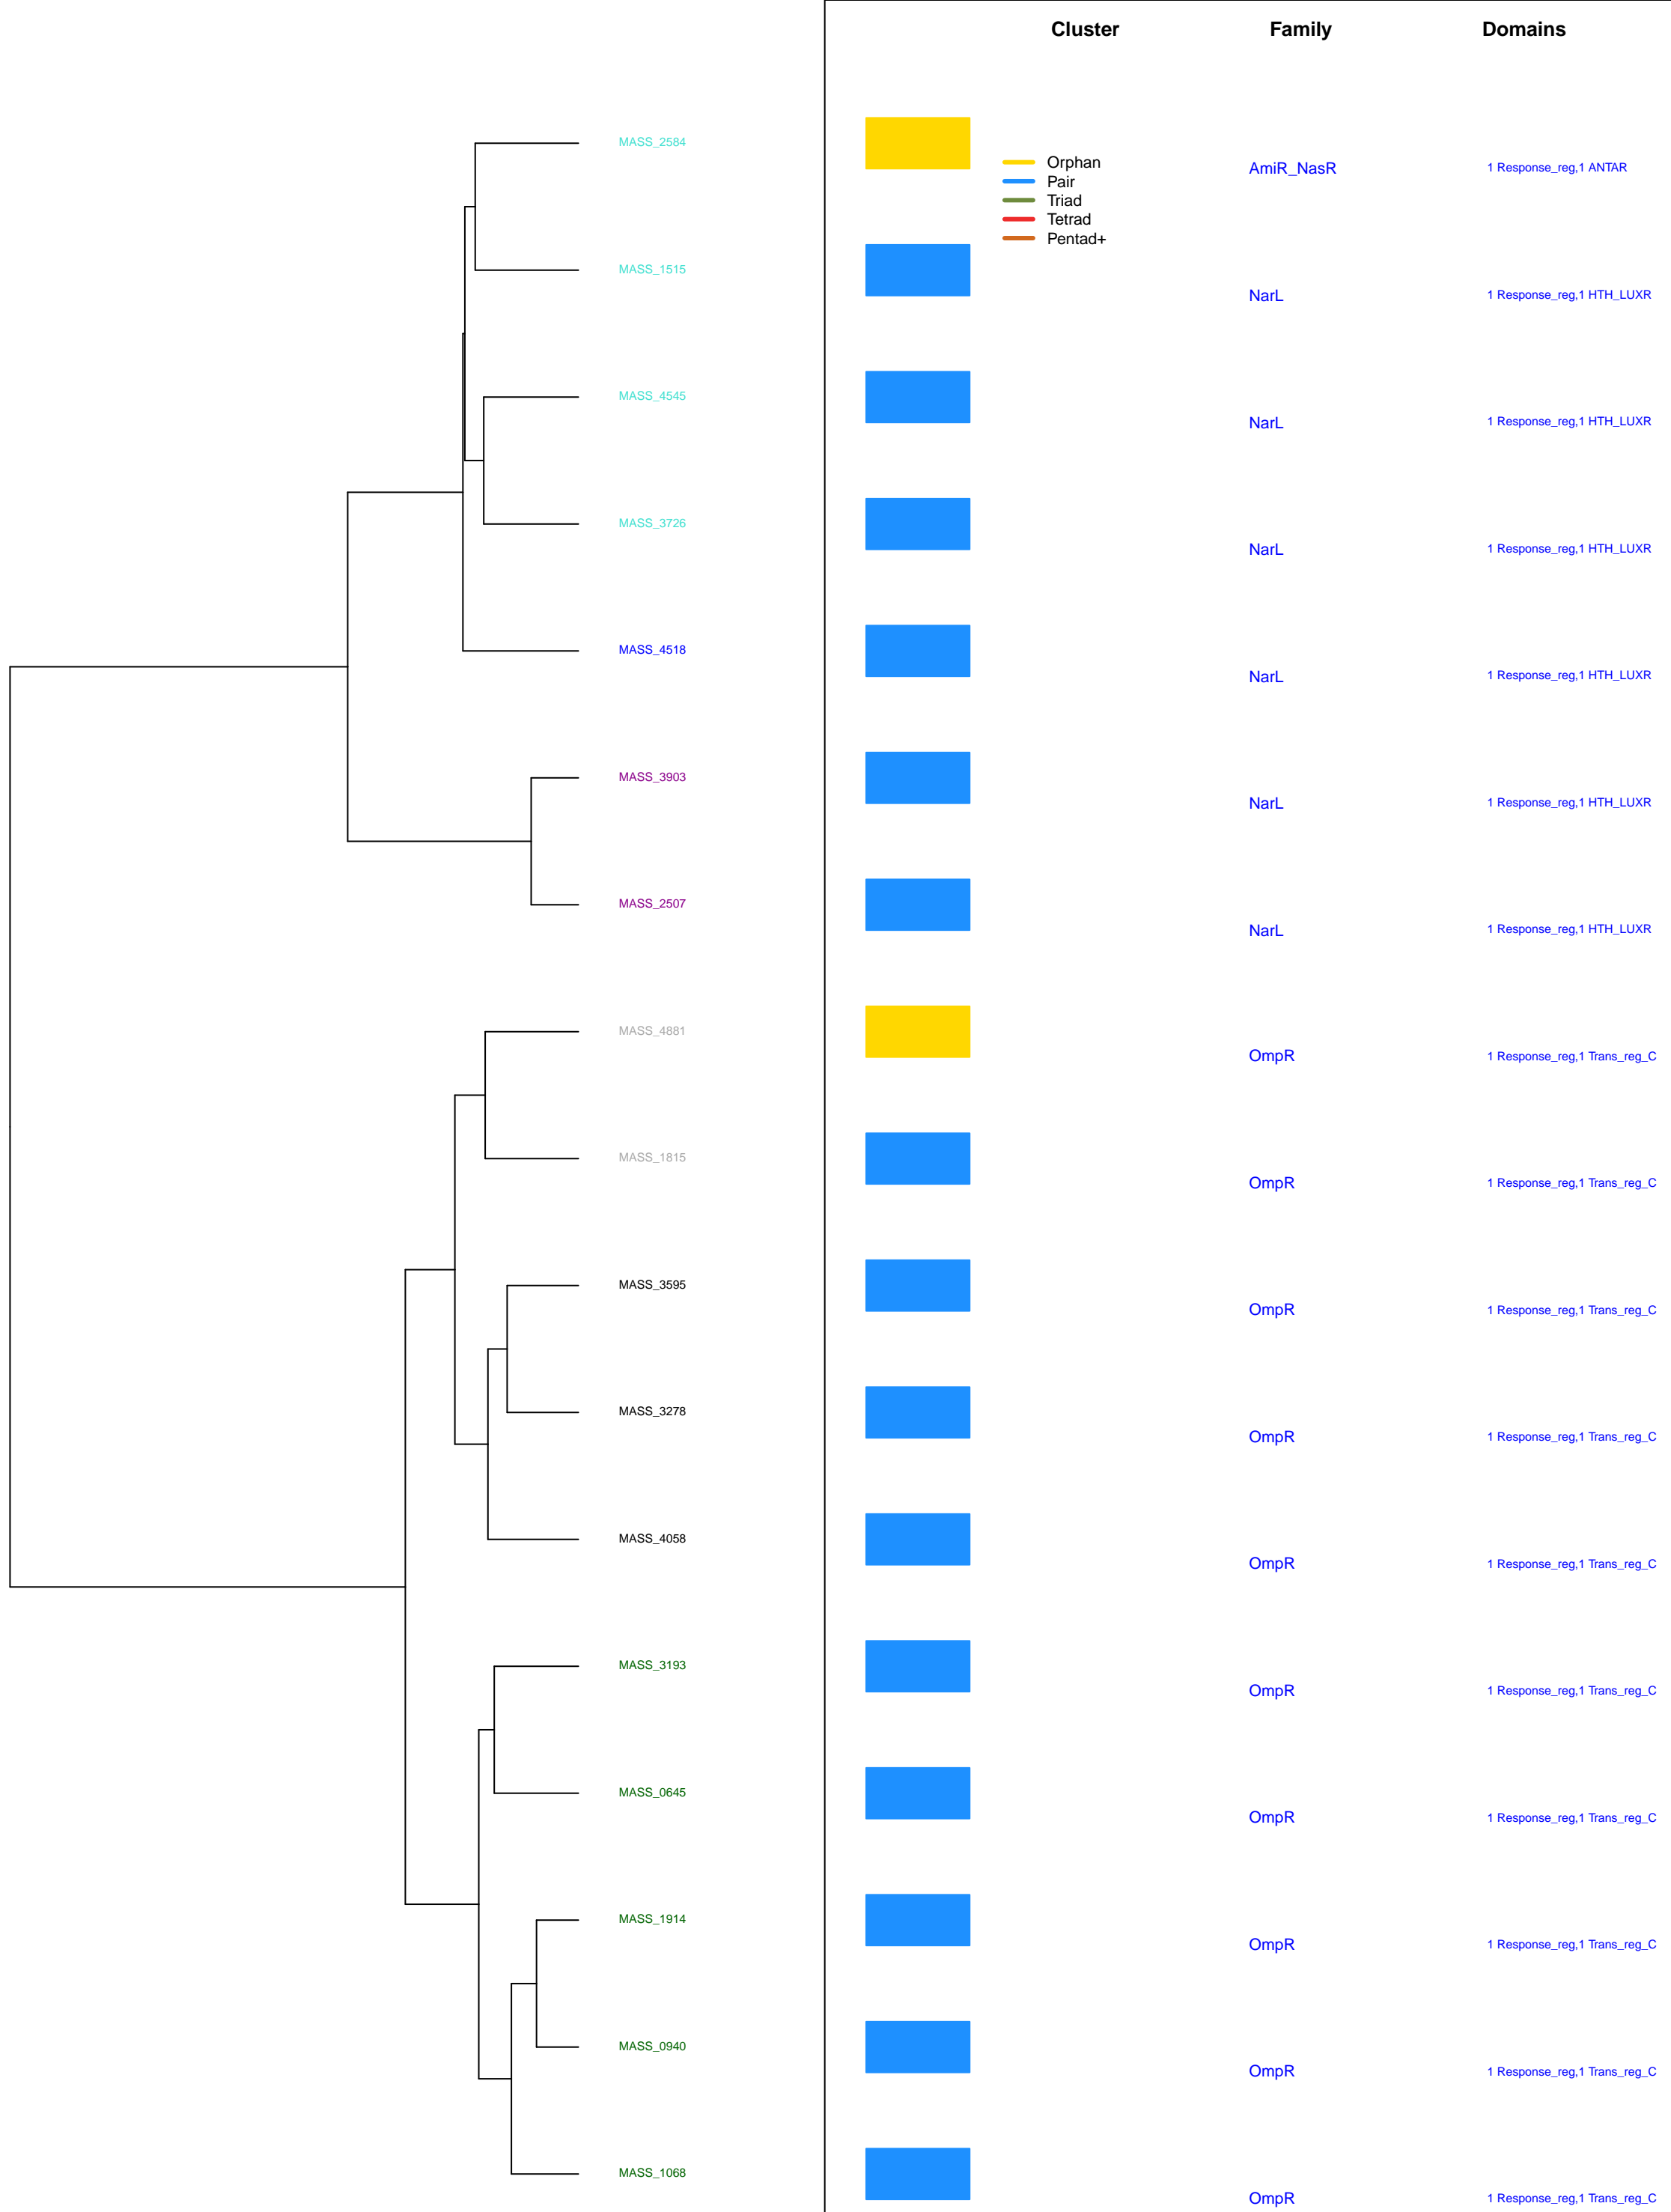 Cluster Family Domains
MASS_2584
Orphan
AmiR_NasR 1 Response_reg,1 ANTAR
Pair
Triad
Tetrad
Pentad+
MASS_1515
NarL 1 Response_reg,1 HTH_LUXR
MASS_4545
NarL 1 Response_reg,1 HTH_LUXR
MASS_3726
NarL 1 Response_reg,1 HTH_LUXR
MASS_4518
NarL 1 Response_reg,1 HTH_LUXR
MASS_3903
NarL 1 Response_reg,1 HTH_LUXR
MASS_2507
NarL 1 Response_reg,1 HTH_LUXR
MASS_4881
OmpR 1 Response_reg,1 Trans_reg_C
MASS_1815
OmpR 1 Response_reg,1 Trans_reg_C
MASS_3595
OmpR 1 Response_reg,1 Trans_reg_C
MASS_3278
OmpR 1 Response_reg,1 Trans_reg_C
MASS_4058
OmpR 1 Response_reg,1 Trans_reg_C
MASS_3193
OmpR 1 Response_reg,1 Trans_reg_C
MASS_0645
OmpR 1 Response_reg,1 Trans_reg_C
MASS_1914
OmpR 1 Response_reg,1 Trans_reg_C
MASS_0940
OmpR 1 Response_reg,1 Trans_reg_C
MASS_1068
OmpR 1 Response_reg,1 Trans_reg_C